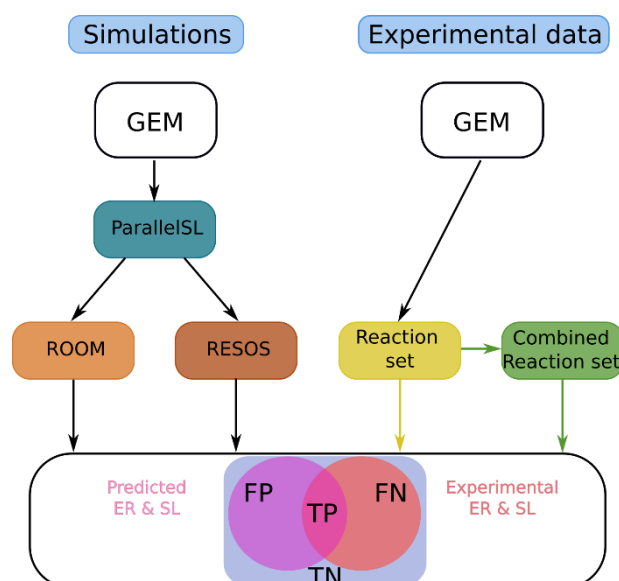 Simulations
Experimental data
GEM
GEM
ParallelSL
ROOM
RESOS
Reaction
set
Combined
Reaction set
Predicted
ER & SL
FP
TP
FN
TN
Experimental
ER & SL